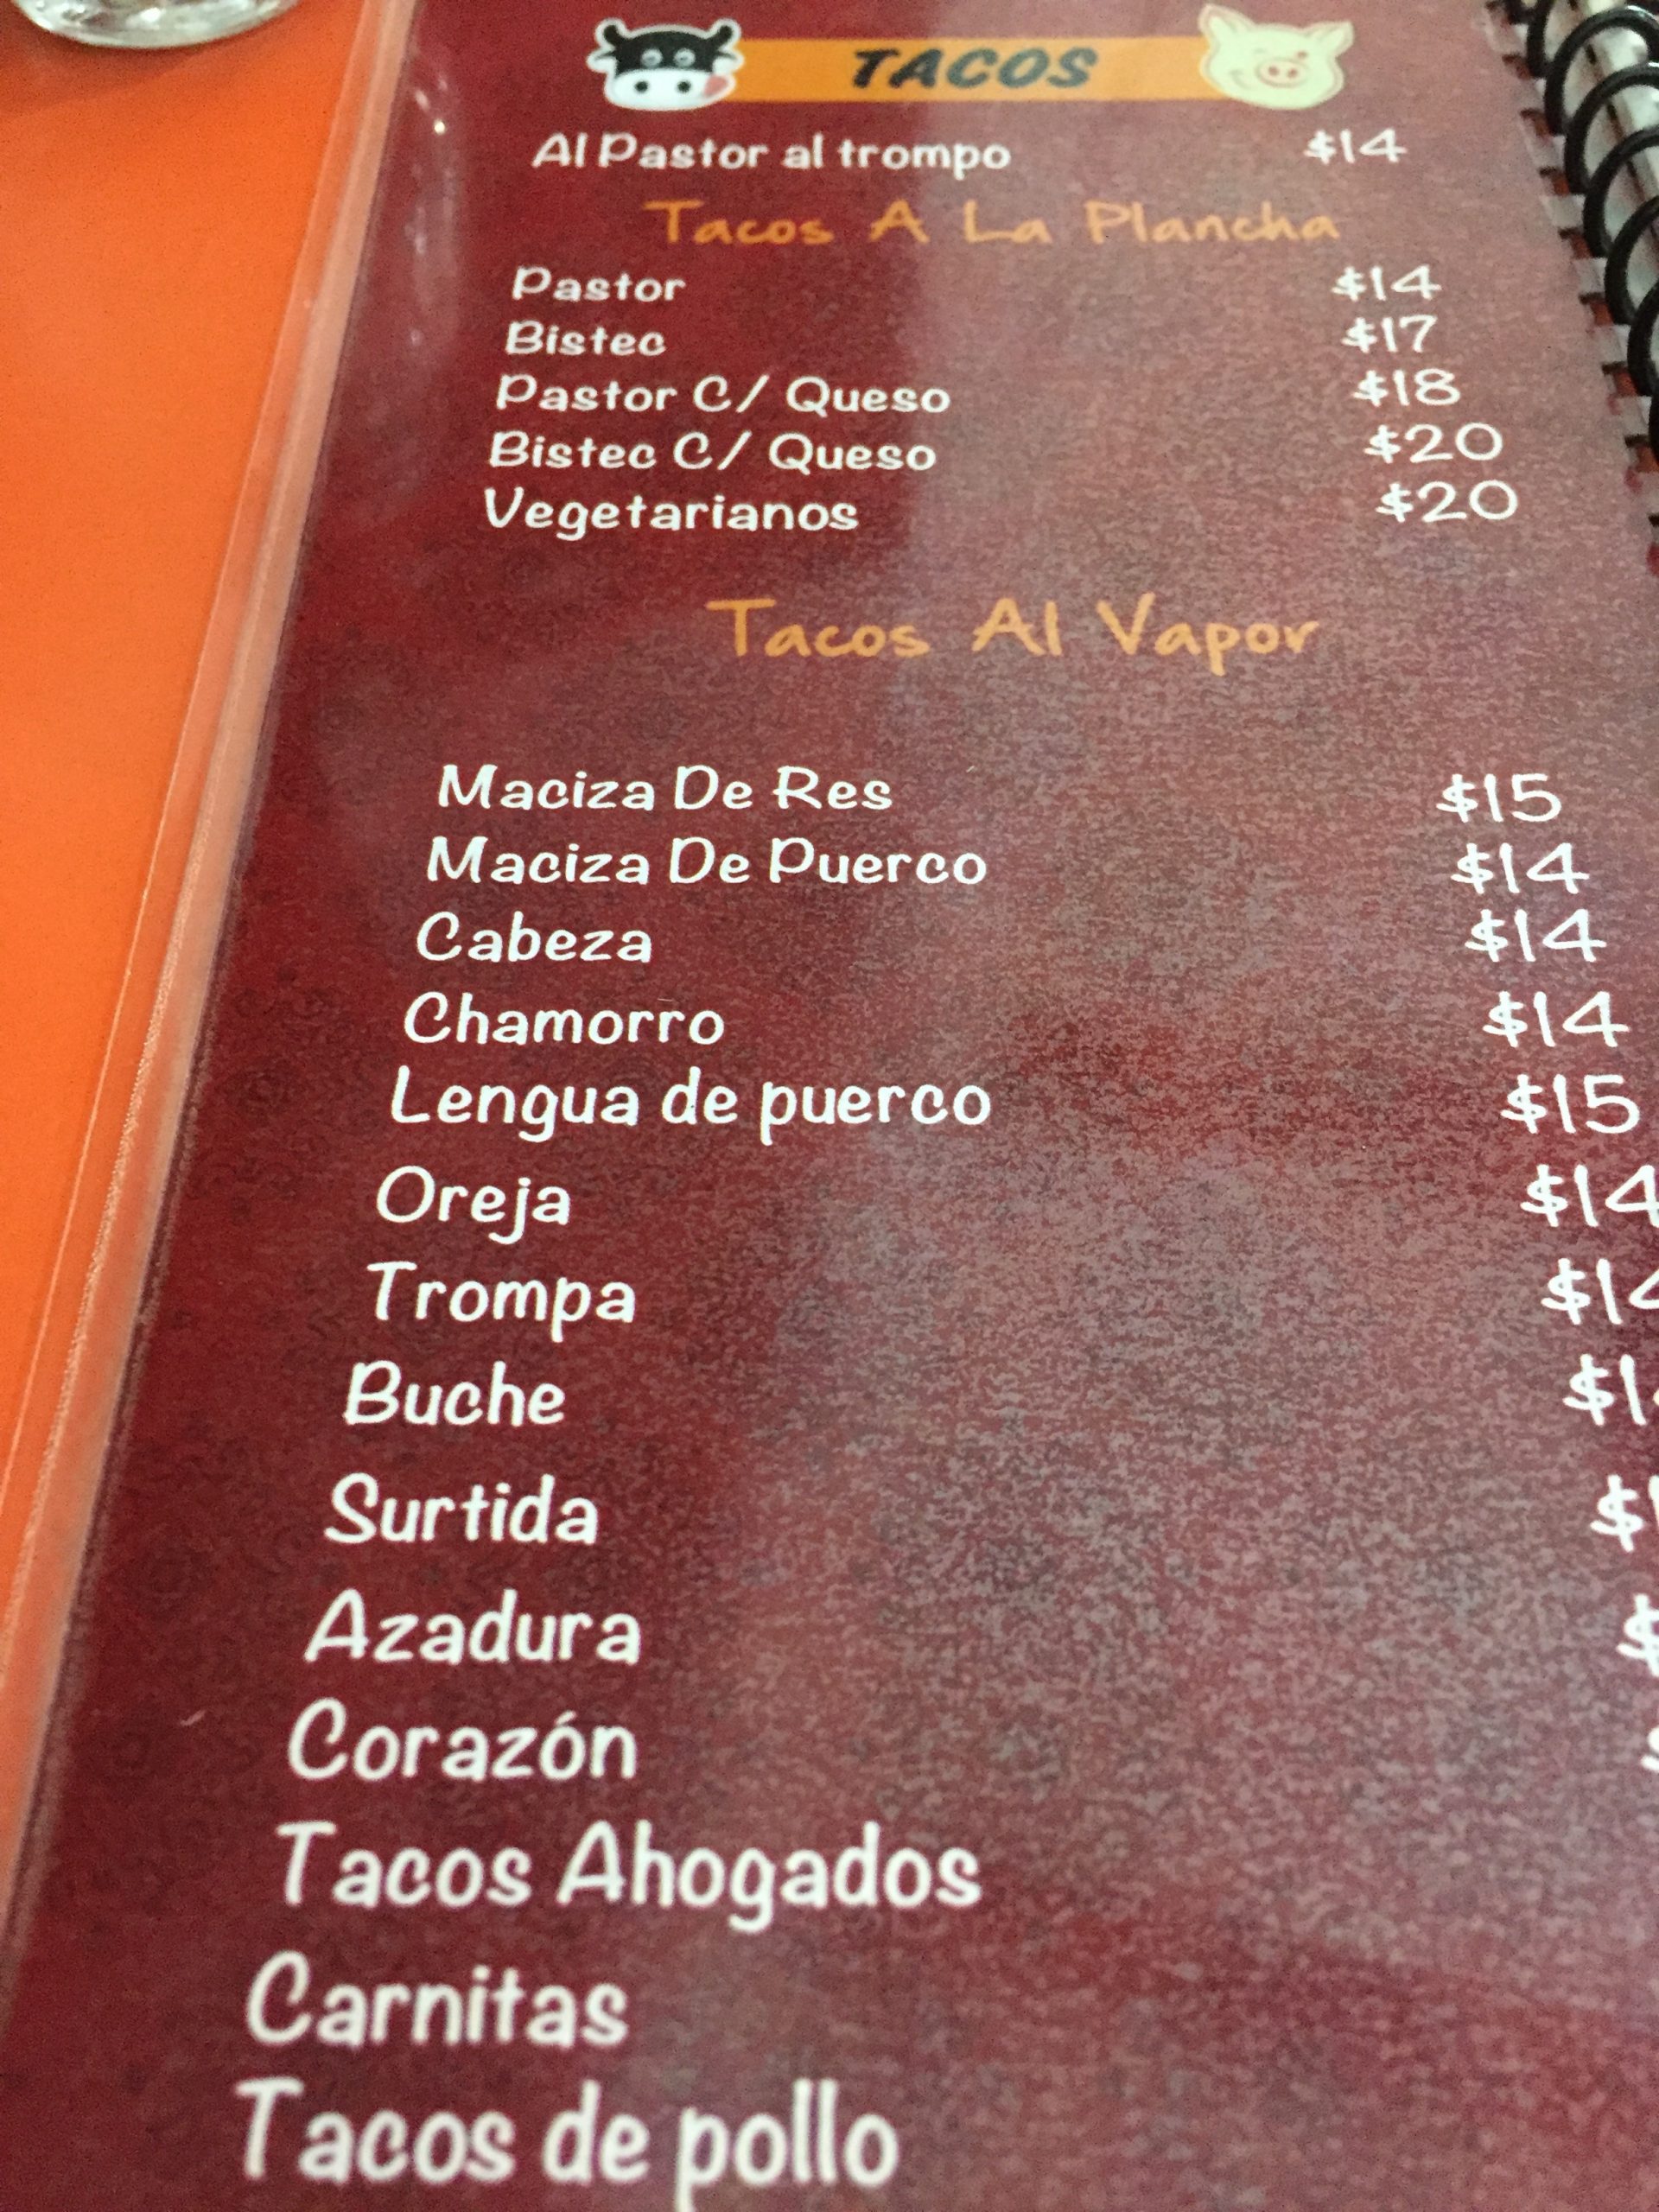 TACOS
Al Pastor al trompo $14
Tacos A La Plancha
Pastor $14
Bistec $17
Pastor C/ Queso $18
Bistec C/ Queso $20
Vegetarianos $20
Tacos Al Vapor
Maciza De Res $15
Maciza De Puerco $14
Cabeza $14
Chamorro $14
Lengua de puerco $15
Oreja $14
Trompa
Buche
Surtida
Azadura
Corazón
Tacos Ahogados
Carnitas
Tacos de pollo